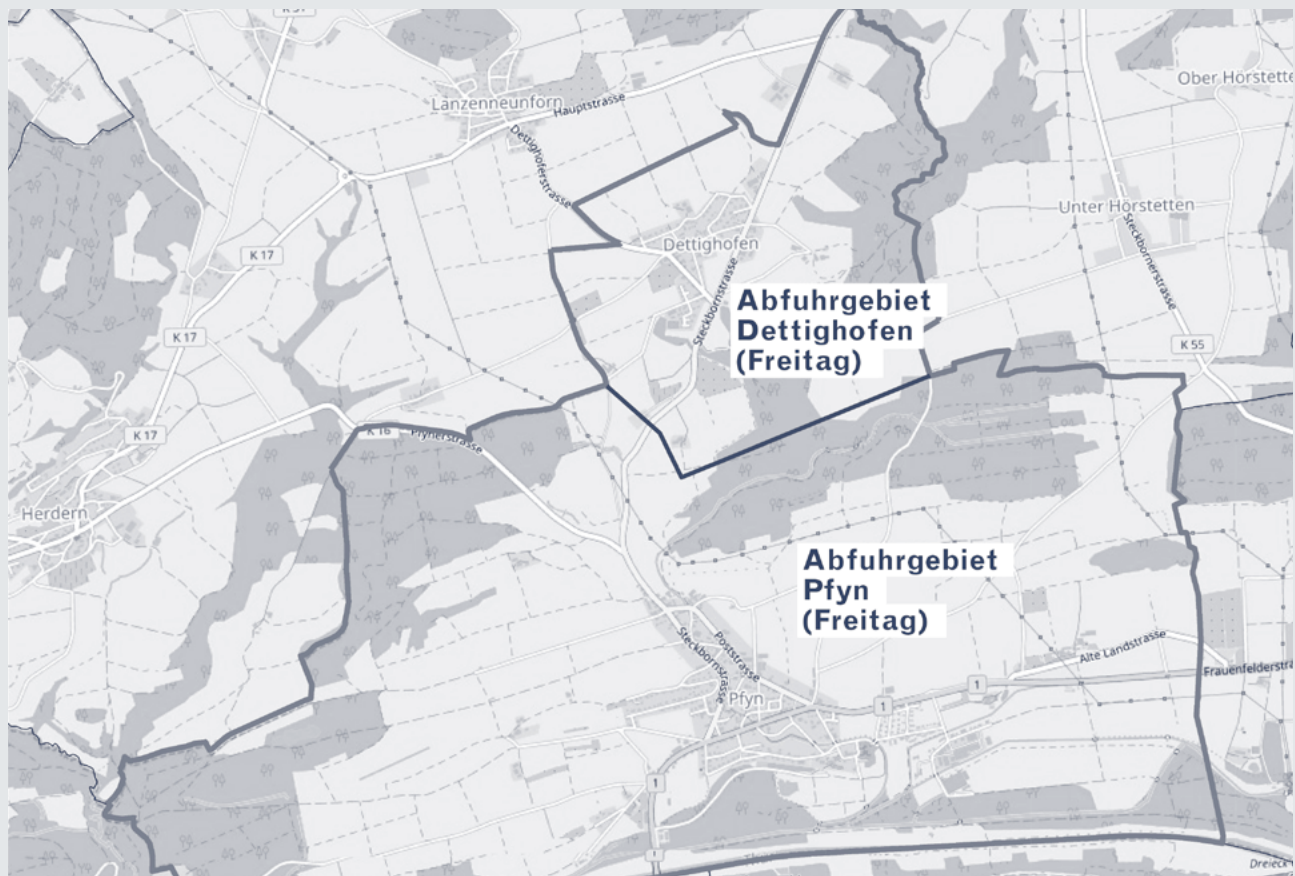 Lanzenneunforn
Hauptstrasse
Ober Hörstette
Dettighoferstrasse
Unter Hörstetten
Steckbornerstrasse
Dettighofen
K 17
Steckbornstrasse
Abfuhrgebiet
Dettighofen
(Freitag)
K 17
K 55
K 17
K 16
Pfynerstrasse
Herdern
Abfuhrgebiet
Pfyn
(Freitag)
Poststrasse
Steckbornstrasse
Alte Landstrasse
Frauenfelderstra
Pfyn
1
1
1
1
Dreieck